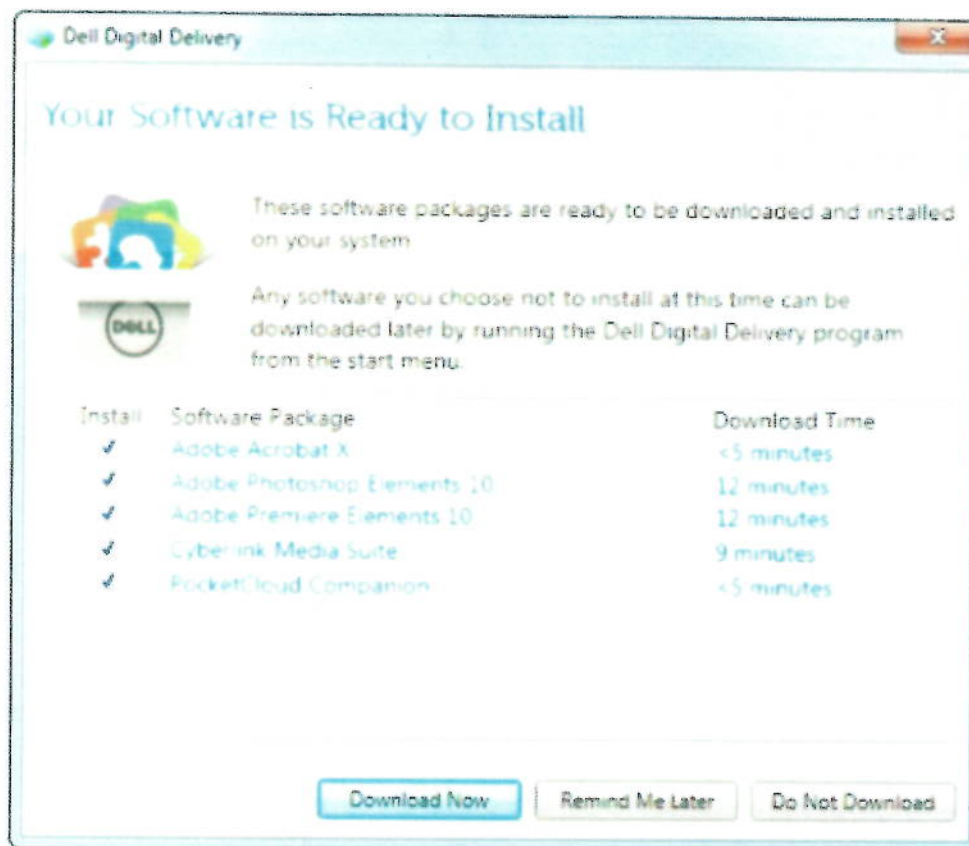 Dell Digital Delivery
Your Software is Ready to Install
These software packages are ready to be downloaded and installed
on your system
Any software you choose not to install at this time can be
downloaded later by running the Dell Digital Delivery program
from the start menu.
DELL
Install Software Package Download Time
Adobe Acrobat X <5 minutes
Adobe Photoshop Elements 10 12 minutes
Adobe Premiere Elements 10 12 minutes
Cyberlink Media Suite 9 minutes
PocketCloud Companion <5 minutes
Download Now Remind Me Later Do Not Download